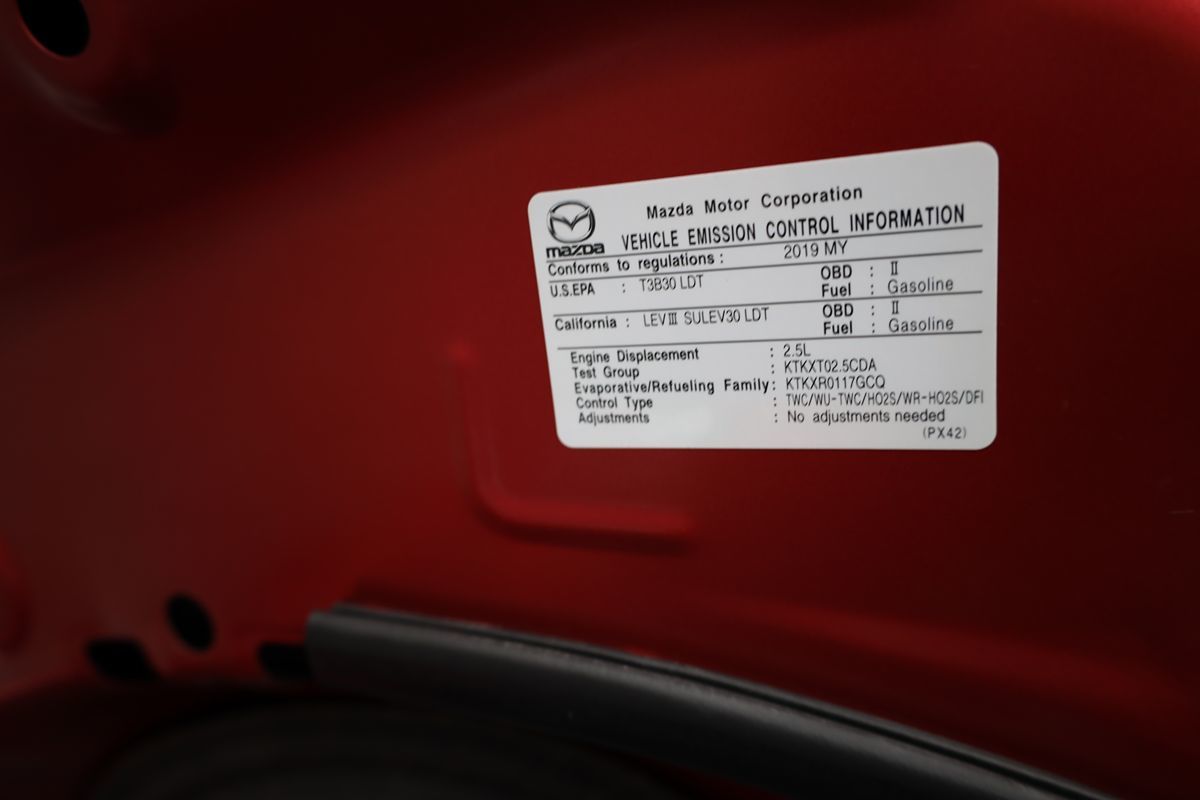 Mazda Motor Corporation
mazda VEHICLE EMISSION CONTROL INFORMATION
Conforms to regulations : 2019 MY
U.S.EPA : T3B30 LDT OBD : II
Fuel : Gasoline
California : LEV III SULEV30 LDT OBD : II
Fuel : Gasoline
Engine Displacement : 2.5L
Test Group : KTKXT02.5CDA
Evaporative/Refueling Family : KTKXR0117GCQ
Control Type : TWC/WU-TWC/HO2S/WR-HO2S/DFI
Adjustments : No adjustments needed
(PX42)